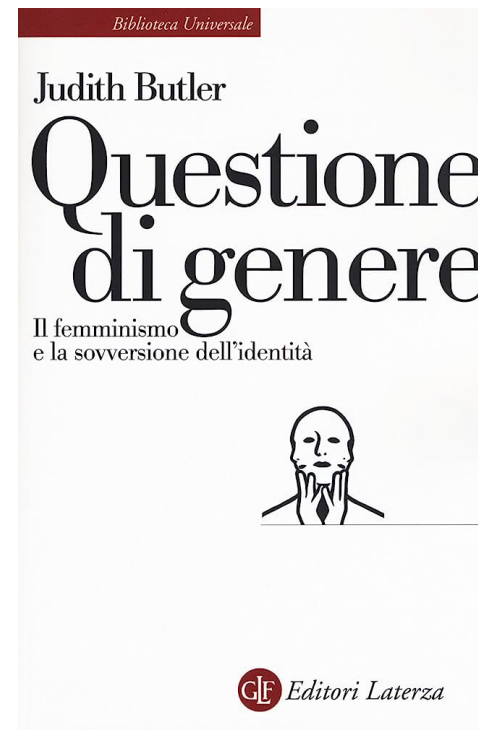 Biblioteca Universale
Judith Butler
Questione
di genere
Il femminismo
e la sovversione dell'identità
GLF Editori Laterza